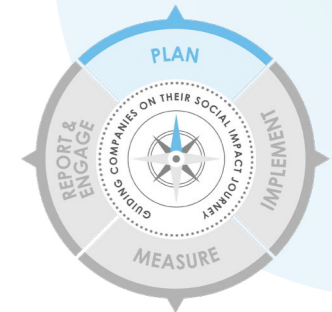 PLAN
GUIDING COMPANIES ON THEIR SOCIAL IMPACT JOURNEY
REPORT &
ENGAGE
IMPLEMENT
MEASURE